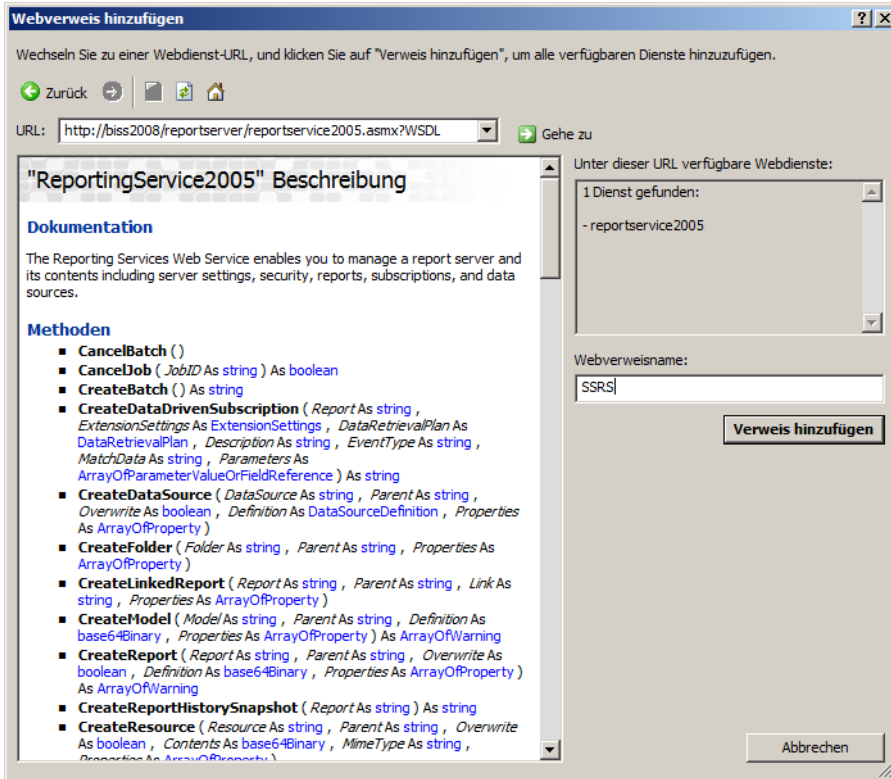 Webverweis hinzufügen
Wechseln Sie zu einer Webdienst-URL, und klicken Sie auf "Verweis hinzufügen", um alle verfügbaren Dienste hinzuzufügen.
Zurück
URL: http://biss2008/reportserver/reportservice2005.asmx?WSDL Gehe zu
"ReportingService2005" Beschreibung
Dokumentation
The Reporting Services Web Service enables you to manage a report server and
its contents including server settings, security, reports, subscriptions, and data
sources.
Methoden
■ CancelBatch ()
■ CancelJob ( JobID As string ) As boolean
■ CreateBatch () As string
■ CreateDataDrivenSubscription ( Report As string ,
ExtensionSettings As ExtensionSettings , DataRetrievalPlan As
DataRetrievalPlan , Description As string , EventType As string ,
MatchData As string , Parameters As
ArrayOfParameterValueOrFieldReference ) As string
■ CreateDataSource ( DataSource As string , Parent As string ,
Overwrite As boolean , Definition As DataSourceDefinition , Properties
As ArrayOfProperty )
■ CreateFolder ( Folder As string , Parent As string , Properties As
ArrayOfProperty )
■ CreateLinkedReport ( Report As string , Parent As string , Link As
string , Properties As ArrayOfProperty )
■ CreateModel ( Model As string , Parent As string , Definition As
base64Binary , Properties As ArrayOfProperty ) As ArrayOfWarning
■ CreateReport ( Report As string , Parent As string , Overwrite As
boolean , Definition As base64Binary , Properties As ArrayOfProperty )
As ArrayOfWarning
■ CreateReportHistorySnapshot ( Report As string ) As string
■ CreateResource ( Resource As string , Parent As string , Overwrite
As boolean , Contents As base64Binary , MimeType As string ,
Properties As ArrayOfProperty )
Unter dieser URL verfügbare Webdienste:
1 Dienst gefunden:
- reportservice2005
Webverweisname:
SSRS
Verweis hinzufügen
Abbrechen